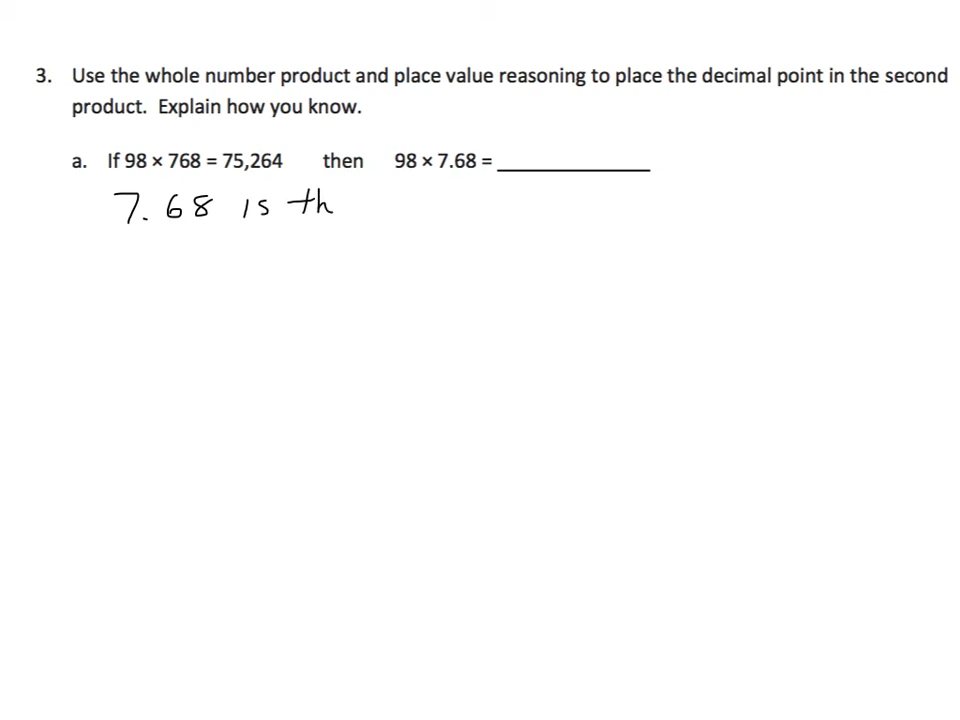 3. Use the whole number product and place value reasoning to place the decimal point in the second
product. Explain how you know.
a. If 98 × 768 = 75,264 then 98 × 7.68 = ______________
7.68 is th